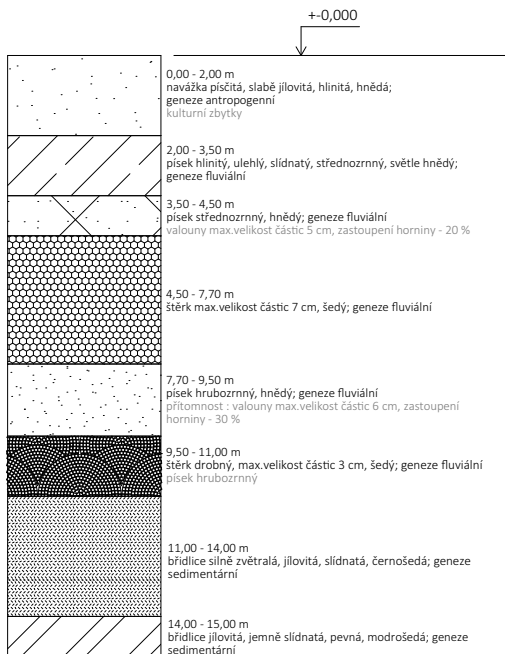 +-0,000
0,00 - 2,00 m
navážka písčitá, slabě jílovitá, hlinitá, hnědá;
geneze antropogenní
kulturní zbytky
2,00 - 3,50 m
písek hlinitý, ulehlý, slídnatý, střednozrnný, světle hnědý;
geneze fluviální
3,50 - 4,50 m
písek střednozrnný, hnědý; geneze fluviální
valouny max.velikost částic 5 cm, zastoupení horniny - 20 %
4,50 - 7,70 m
štěrk max.velikost částic 7 cm, šedý; geneze fluviální
7,70 - 9,50 m
písek hrubozrnný, hnědý; geneze fluviální
přítomnost : valouny max.velikost částic 6 cm, zastoupení
horniny - 30 %
9,50 - 11,00 m
štěrk drobný, max.velikost částic 3 cm, šedý; geneze fluviální
písek hrubozrnný
11,00 - 14,00 m
břidlice silně zvětralá, jílovitá, slídnatá, černošedá; geneze
sedimentární
14,00 - 15,00 m
břidlice jílovitá, jemně slídnatá, pevná, modrošedá; geneze
sedimentární